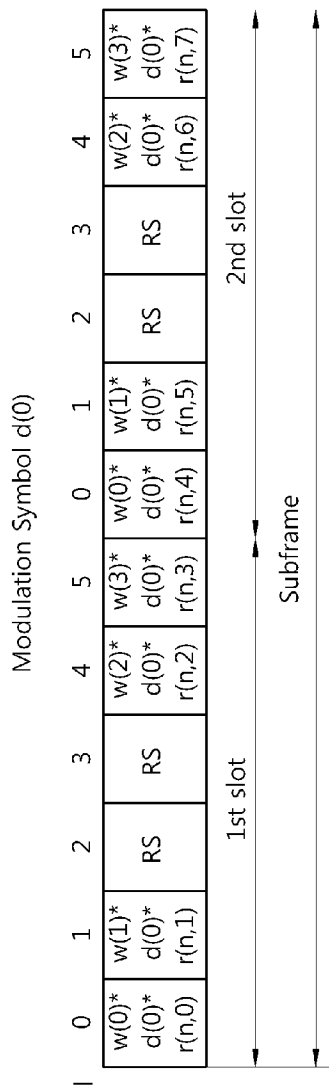 Modulation Symbol d(0)
l 0 1 2 3 4 5 0 1 2 3 4 5
w(0)* d(0)* r(n,0)
w(1)* d(0)* r(n,1)
RS
RS
w(2)* d(0)* r(n,2)
w(3)* d(0)* r(n,3)
w(0)* d(0)* r(n,4)
w(1)* d(0)* r(n,5)
RS
RS
w(2)* d(0)* r(n,6)
w(3)* d(0)* r(n,7)
1st slot 2nd slot
Subframe